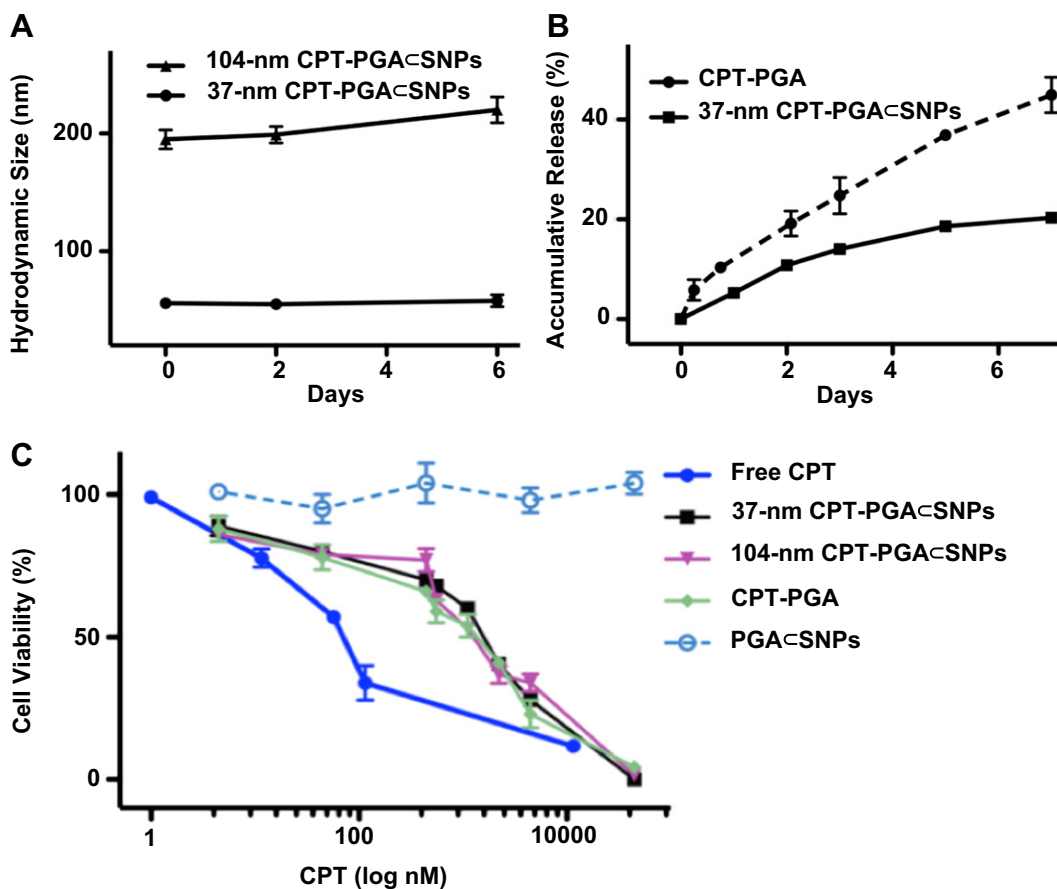 A
104-nm CPT-PGA⊂SNPs
37-nm CPT-PGA⊂SNPs
Hydrodynamic Size (nm)
200
100
0 2 4 6
Days
B
CPT-PGA
37-nm CPT-PGA⊂SNPs
Accumulative Release (%)
40
20
0
0 2 4 6
Days
C
Free CPT
37-nm CPT-PGA⊂SNPs
104-nm CPT-PGA⊂SNPs
CPT-PGA
PGA⊂SNPs
Cell Viability (%)
100
50
0
1 100 10000
CPT (log nM)